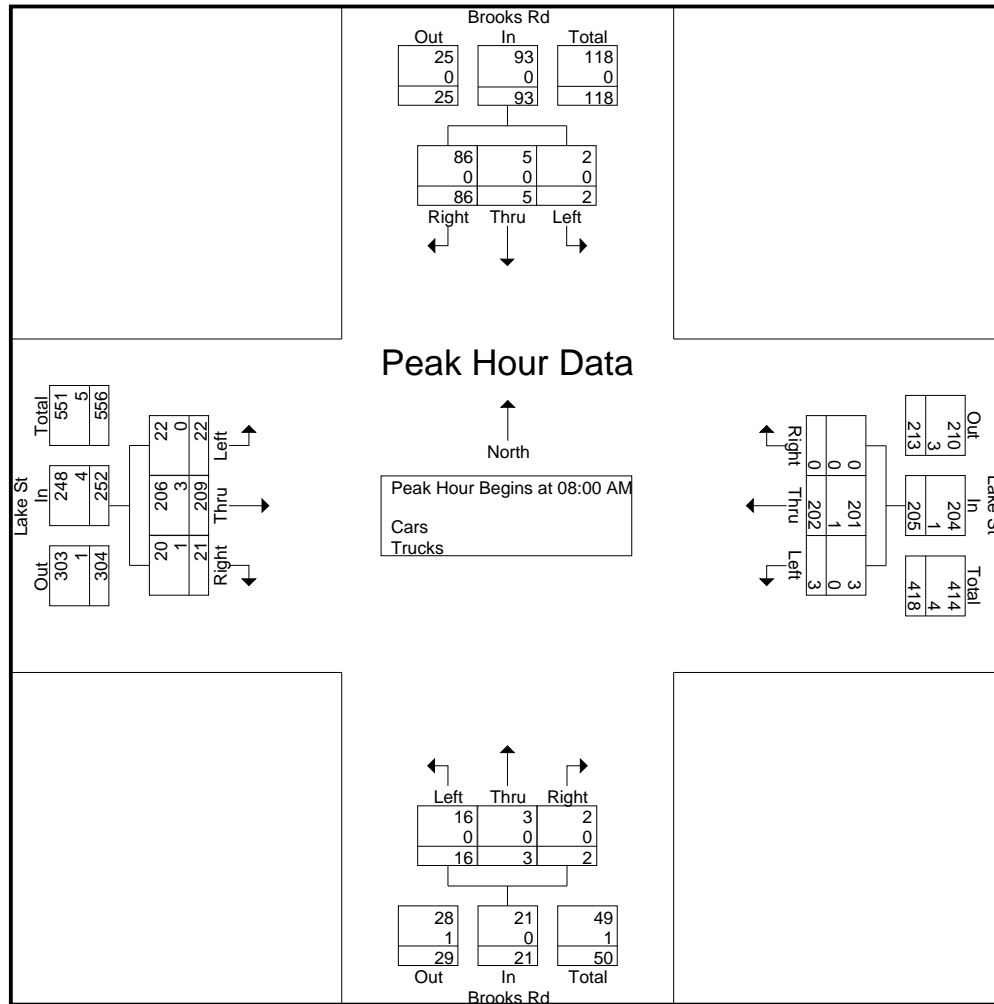 Brooks Rd
Out In Total
25 93 118
0 0 0
25 93 118
86 5 2
0 0 0
86 5 2
Right Thru Left
Peak Hour Data
North
Peak Hour Begins at 08:00 AM
Cars
Trucks
Lake St
Total
551 5 556
In
248 4 252
Out
303 1 304
Left
22 0 22
Thru
206 3 209
Right
20 1 21
Lake St
Out
210 3 213
In
204 1 205
Total
414 4 418
Right
0 0 0
Thru
201 1 202
Left
3 0 3
Left Thru Right
16 3 2
0 0 0
16 3 2
28 21 49
1 0 1
29 21 50
Out In Total
Brooks Rd